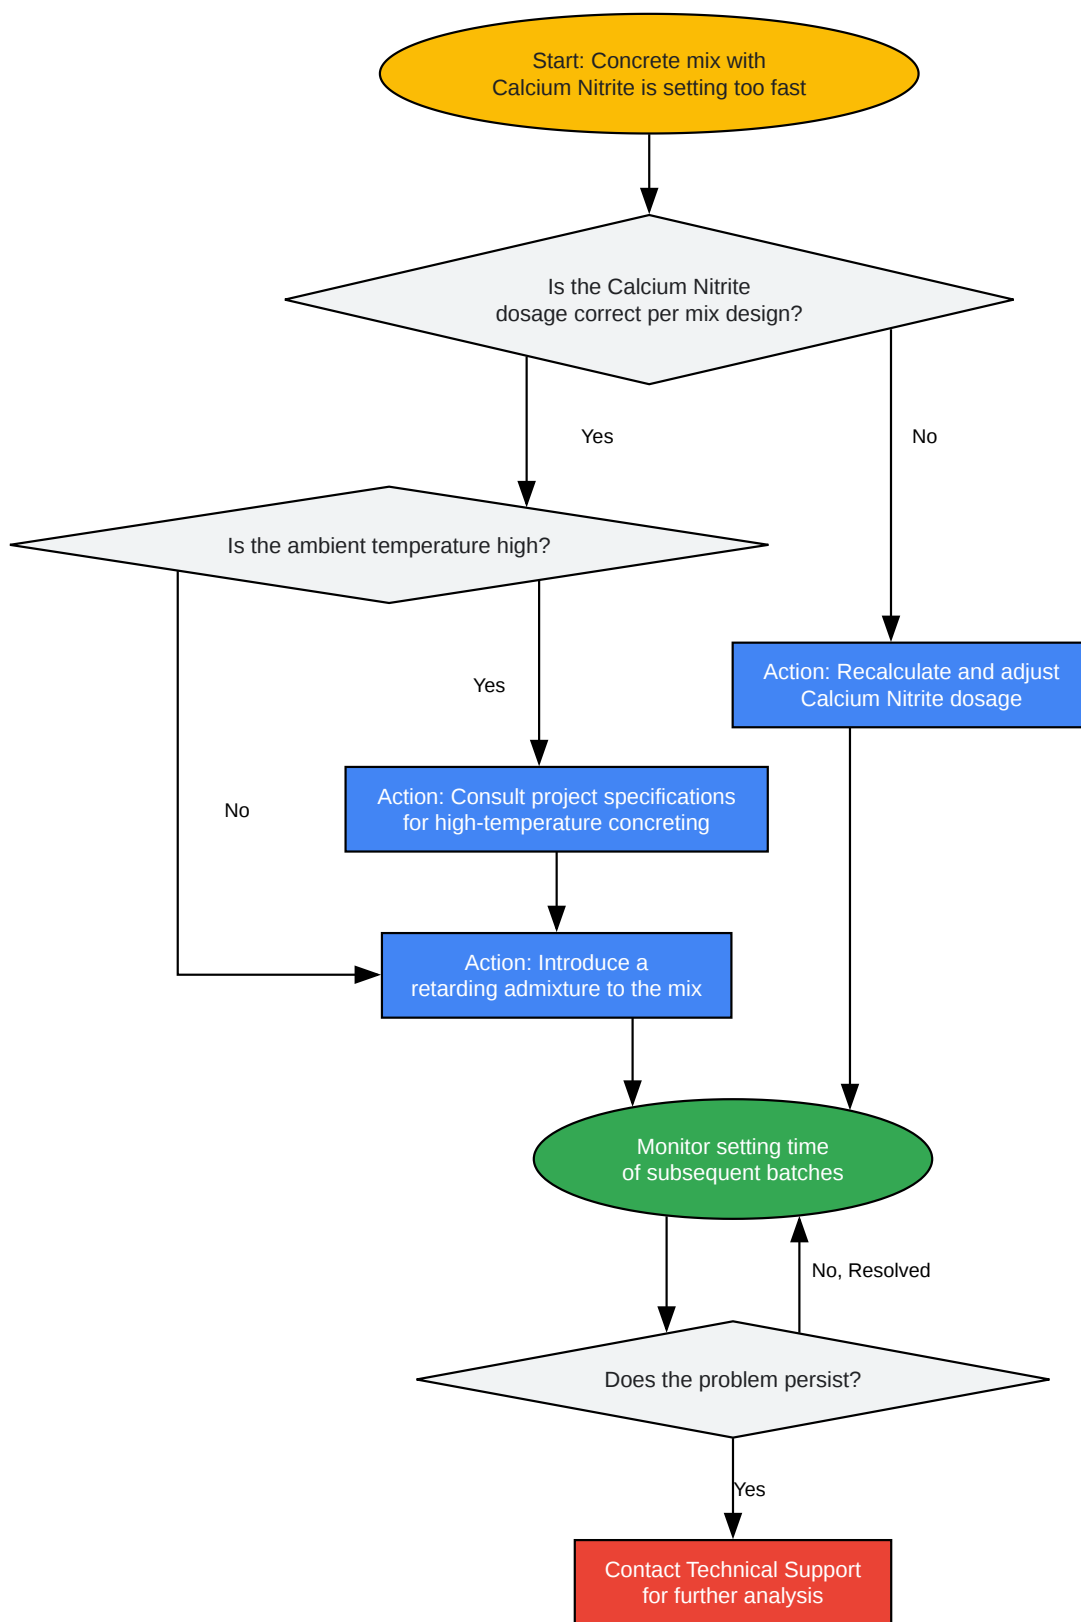 Start: Concrete mix with
Calcium Nitrite is setting too fast
Is the Calcium Nitrite
dosage correct per mix design?
Yes
No
Is the ambient temperature high?
Action: Recalculate and adjust
Calcium Nitrite dosage
Yes
Action: Consult project specifications
for high-temperature concreting
No
Action: Introduce a
retarding admixture to the mix
Monitor setting time
of subsequent batches
No, Resolved
Does the problem persist?
Yes
Contact Technical Support
for further analysis